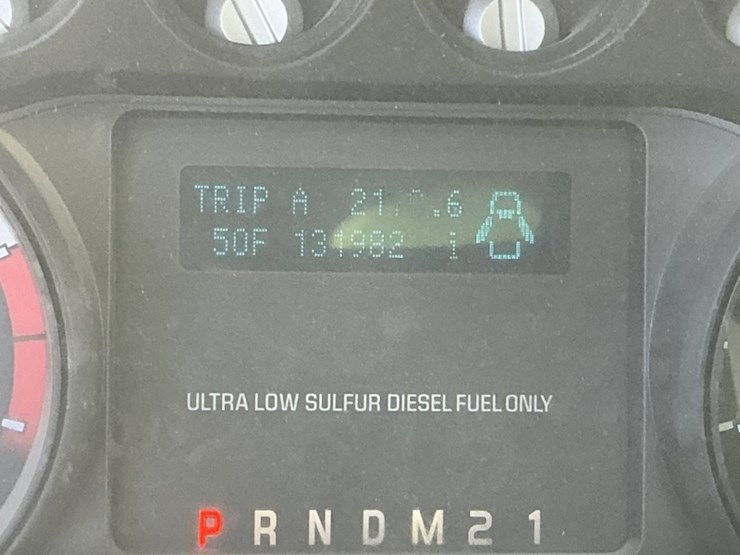 TRIP A
50F 131982 i
ULTRA LOW SULFUR DIESEL FUEL ONLY
P R N D M 2 1